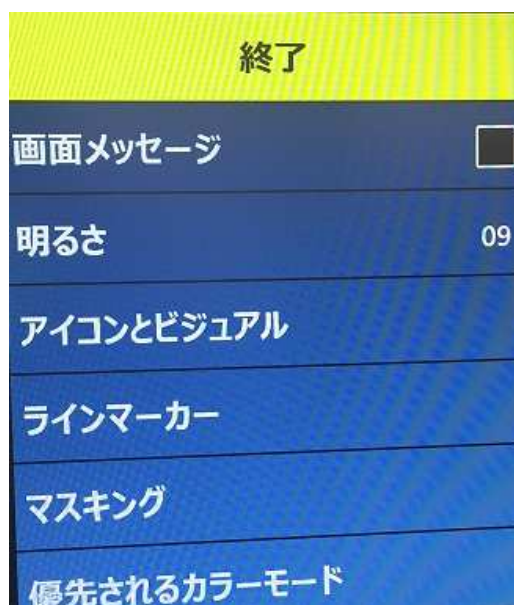 終了
画面メッセージ
明るさ 09
アイコンとビジュアル
ラインマーカー
マスキング
優先されるカラーモード